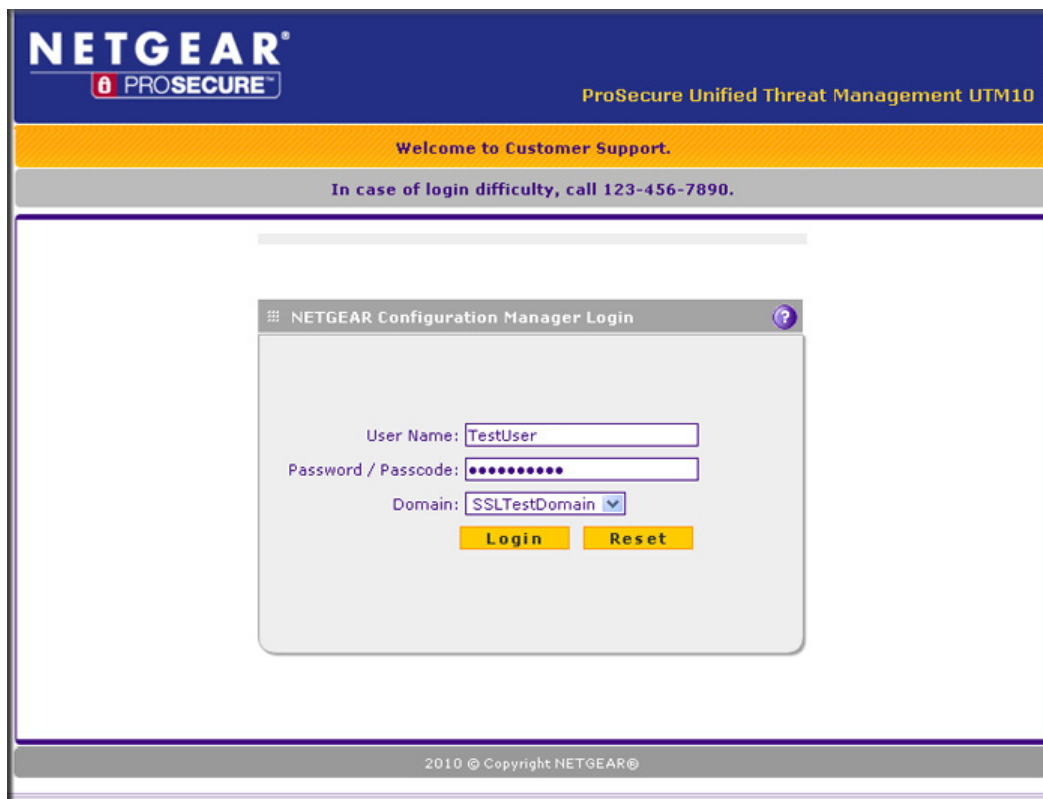 NETGEAR®
PROSECURE™
ProSecure Unified Threat Management UTM10
Welcome to Customer Support.
In case of login difficulty, call 123-456-7890.
NETGEAR Configuration Manager Login
?
User Name: TestUser
Password / Passcode: ●●●●●●●●●●
Domain: SSLTestDomain
Login Reset
2010 © Copyright NETGEAR®